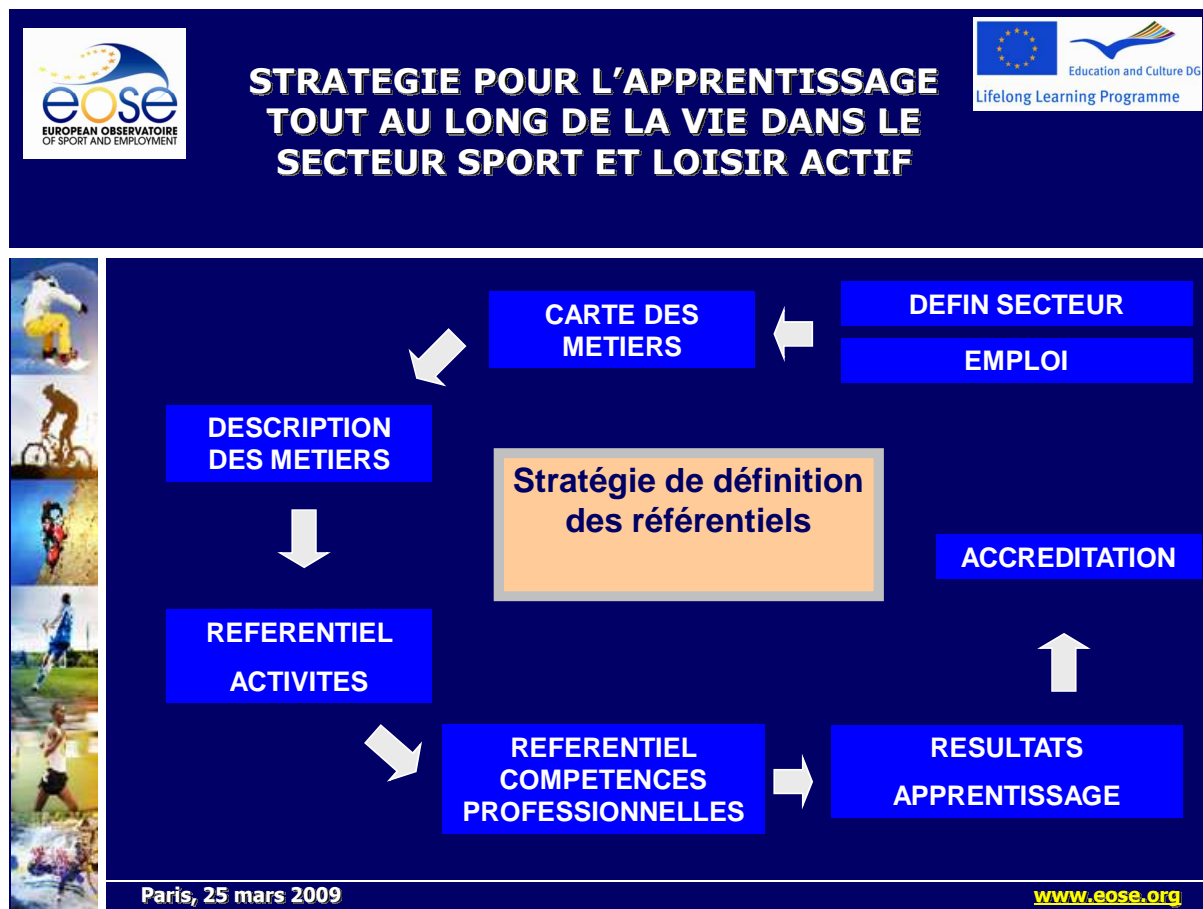 eose
EUROPEAN OBSERVATOIRE
OF SPORT AND EMPLOYMENT
STRATEGIE POUR L'APPRENTISSAGE
TOUT AU LONG DE LA VIE DANS LE
SECTEUR SPORT ET LOISIR ACTIF
Education and Culture DG
Lifelong Learning Programme
DEFIN SECTEUR
EMPLOI
CARTE DES
METIERS
DESCRIPTION
DES METIERS
Stratégie de définition
des référentiels
ACCREDITATION
REFERENTIEL
ACTIVITES
REFERENTIEL
COMPETENCES
PROFESSIONNELLES
RESULTATS
APPRENTISSAGE
Paris, 25 mars 2009
www.eose.org